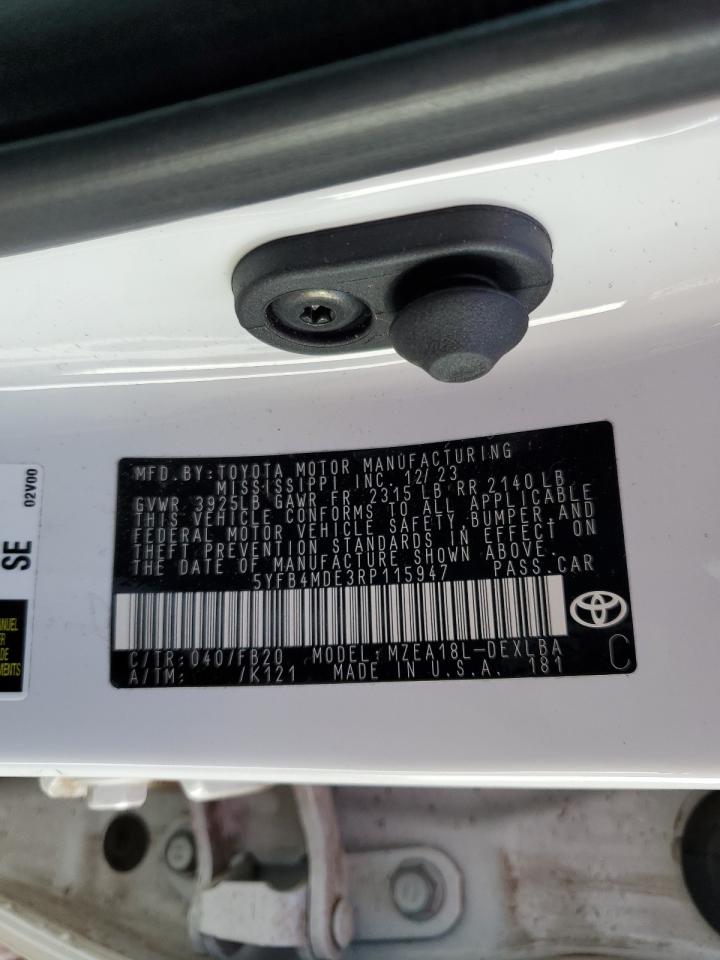 MFD. BY: TOYOTA MOTOR MANUFACTURING
MISSISSIPPI INC. 12/23
GVWR 3925LB GAWR FR 2315 LB RR 2140 LB
THIS VEHICLE CONFORMS TO ALL APPLICABLE
FEDERAL MOTOR VEHICLE SAFETY, BUMPER AND
THEFT PREVENTION STANDARDS IN EFFECT ON
THE DATE OF MANUFACTURE SHOWN ABOVE.
5YFB4MDE3RP115947 PASS. CAR
C/TR: 040/FB20 MODEL: MZEA18L-DEXLBA
A/TM: /K121 MADE IN U.S.A. 181
C
SE
02V00